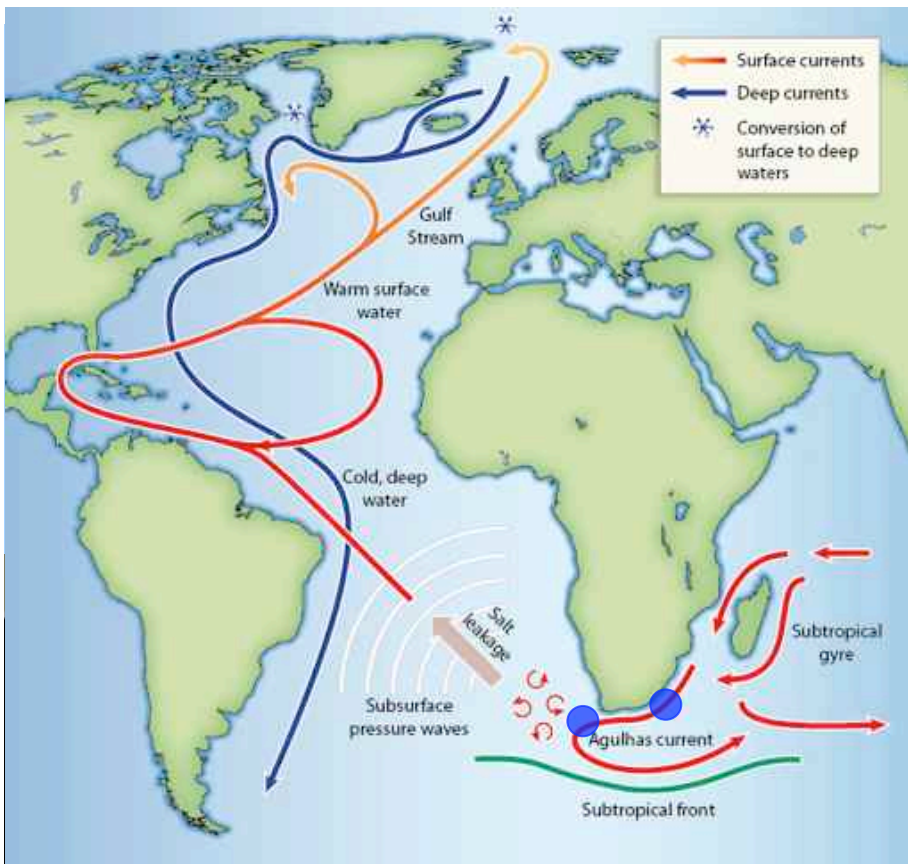 Surface currents
Deep currents
Conversion of
surface to deep
waters
Gulf
Stream
Warm surface
water
Cold, deep
water
Salt
leakage
Subtropical
gyre
Subsurface
pressure waves
Agulhas current
Subtropical front